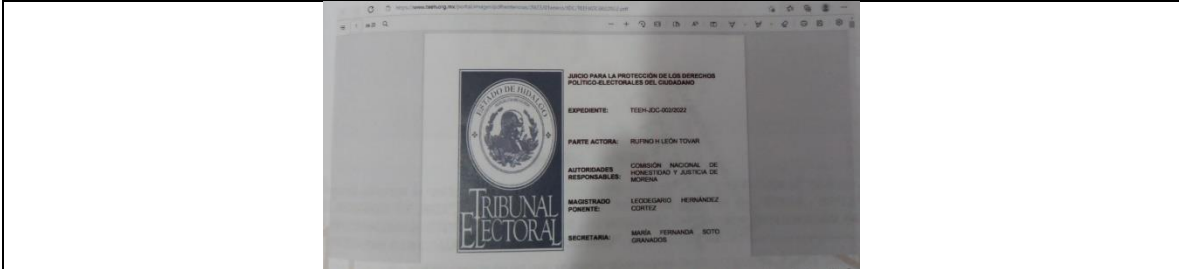 JUICIO PARA LA PROTECCIÓN DE LOS DERECHOS
POLÍTICO-ELECTORALES DEL CIUDADANO
EXPEDIENTE: TEEH-JDC-002/2022
PARTE ACTORA: RUFINO H LEÓN TOVAR
AUTORIDADES RESPONSABLES: COMISIÓN NACIONAL DE
HONESTIDAD Y JUSTICIA DE
MORENA
MAGISTRADO PONENTE: LEODEGARIO HERNÁNDEZ
CORTEZ
SECRETARIA: MARÍA FERNANDA SOTO
GRANADOS
ESTADO DE HIDALGO
TRIBUNAL
ELECTORAL